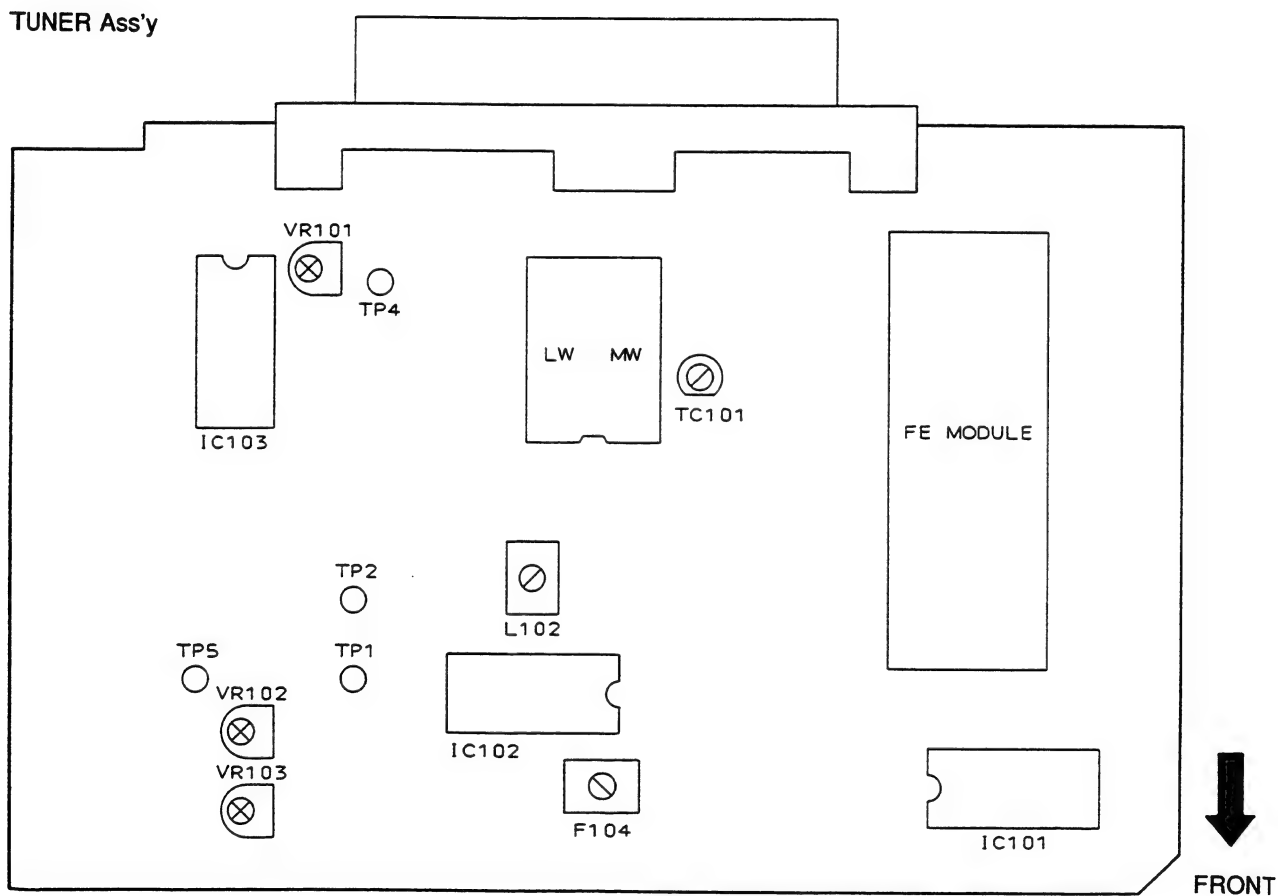 TUNER Ass'y
VR101
TP4
LW MW
TC101
IC103
FE MODULE
TP2
L102
TP5
TP1
VR102
IC102
VR103
F104
IC101
FRONT